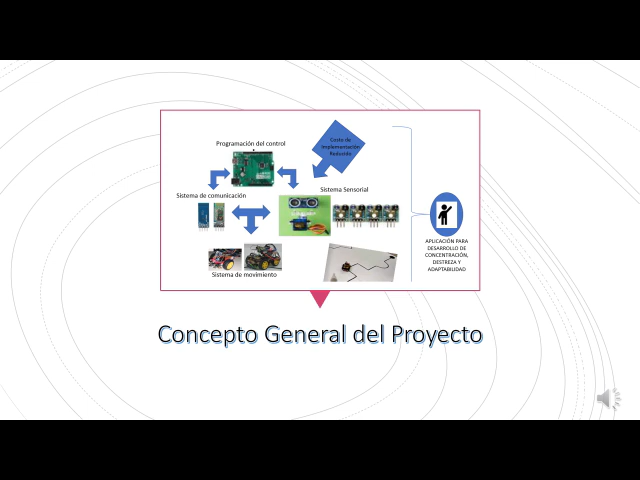 Programación del control
Costo de
Implementación
Reducido
Sistema de comunicación
Sistema Sensorial
Sistema de movimiento
APLICACIÓN PARA
DESARROLLO DE
CONCENTRACIÓN,
DESTREZA Y
ADAPTABILIDAD
Concepto General del Proyecto